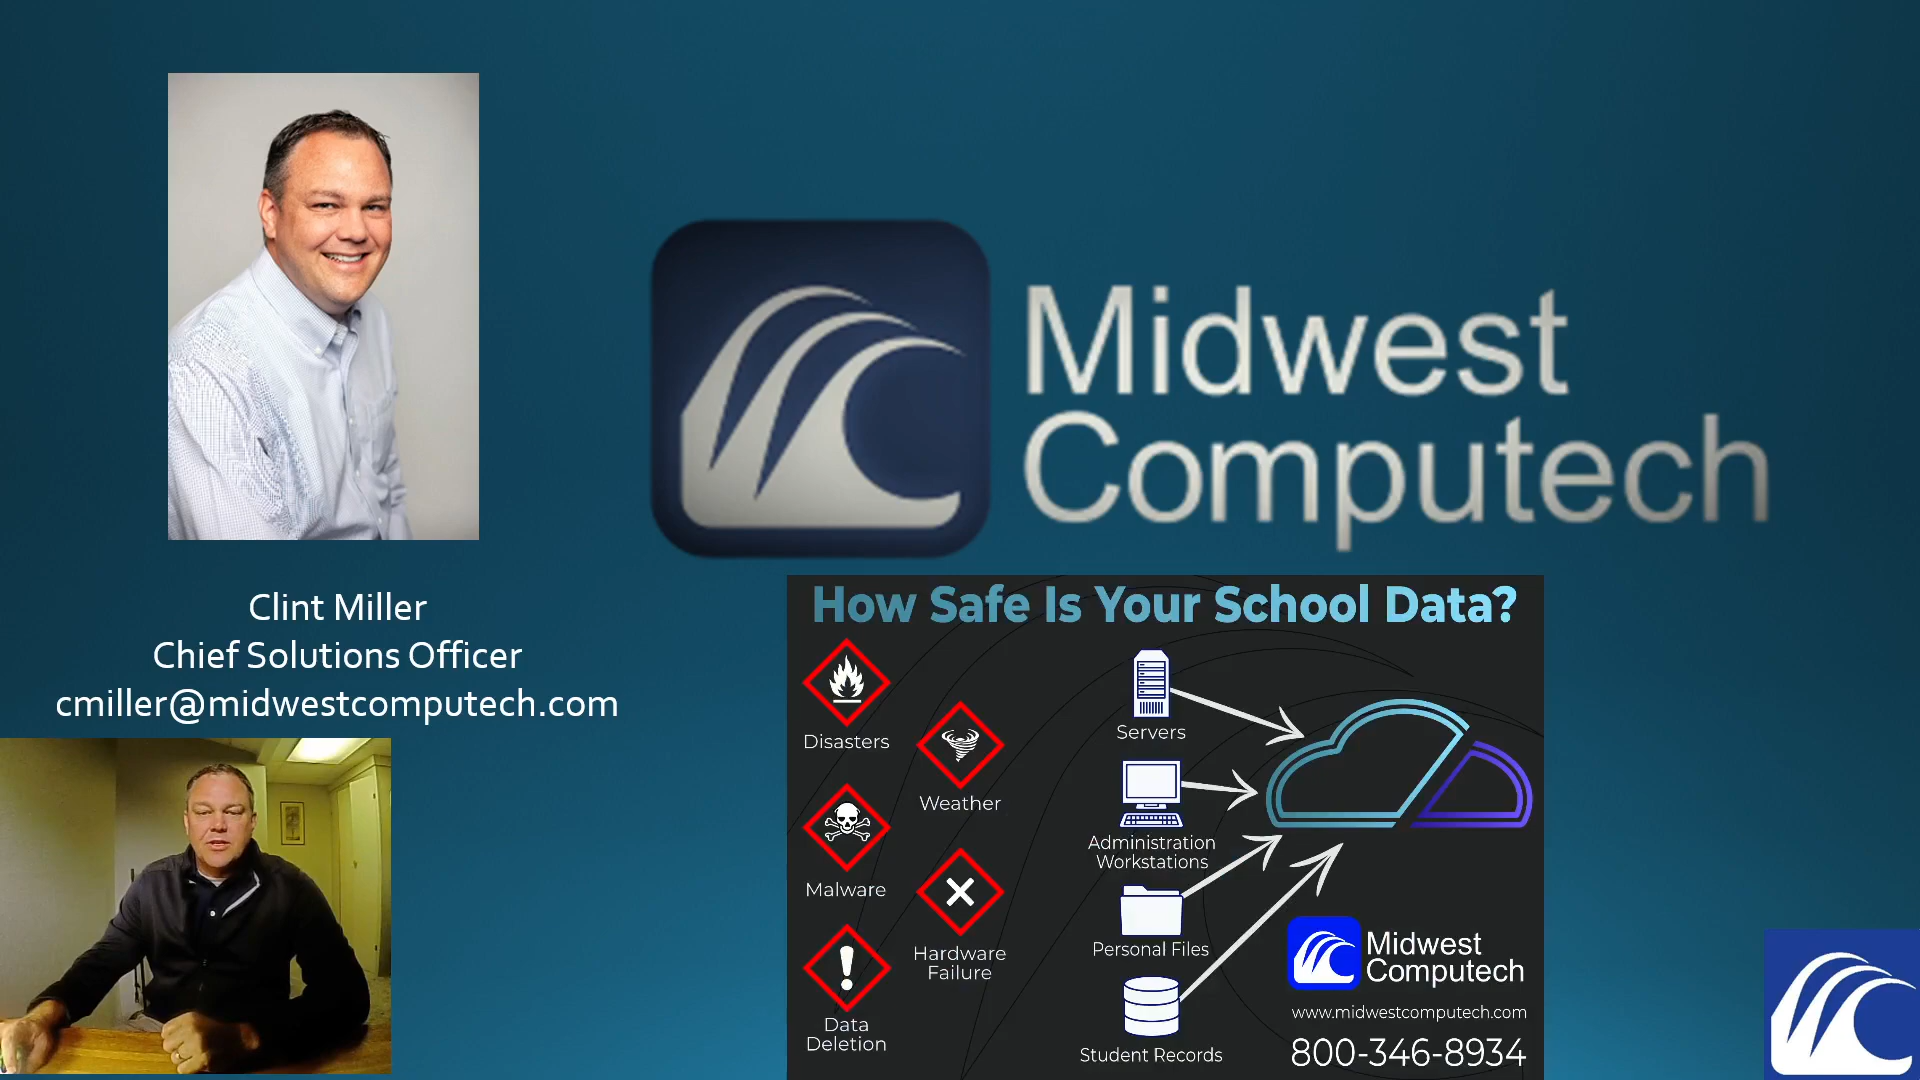 Midwest
Computech
Clint Miller
Chief Solutions Officer
cmiller@midwestcomputech.com
How Safe Is Your School Data?
Disasters
Weather
Malware
Hardware
Failure
Data
Deletion
Servers
Administration
Workstations
Personal Files
Student Records
Midwest
Computech
www.midwestcomputech.com
800-346-8934